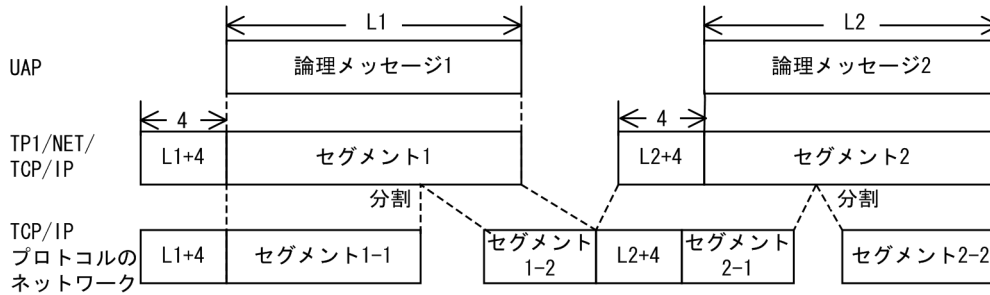 L1
L2
UAP
論理メッセージ1
論理メッセージ2
4
4
TP1/NET/
TCP/IP
L1+4
セグメント1
L2+4
セグメント2
分割
分割
TCP/IP
プロトコルの
ネットワーク
L1+4
セグメント1-1
セグメント
1-2
L2+4
セグメント
2-1
セグメント2-2